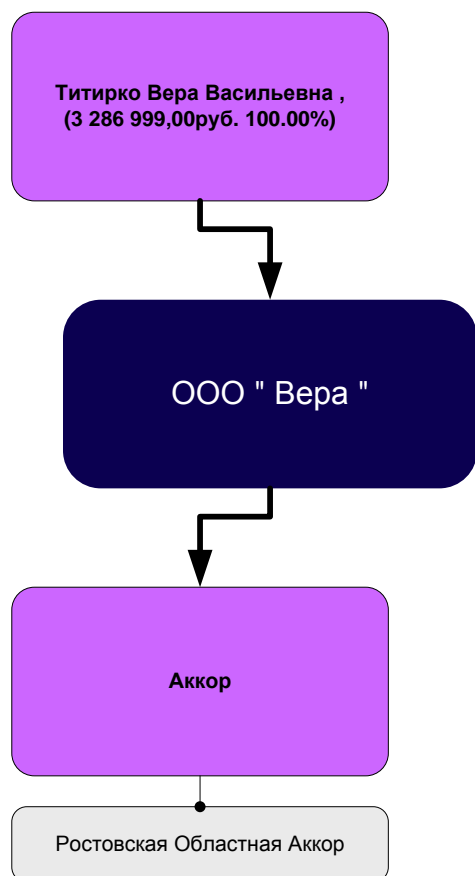 Титирко Вера Васильевна ,
(3 286 999,00руб. 100.00%)
ООО " Вера "
Аккор
Ростовская Областная Аккор